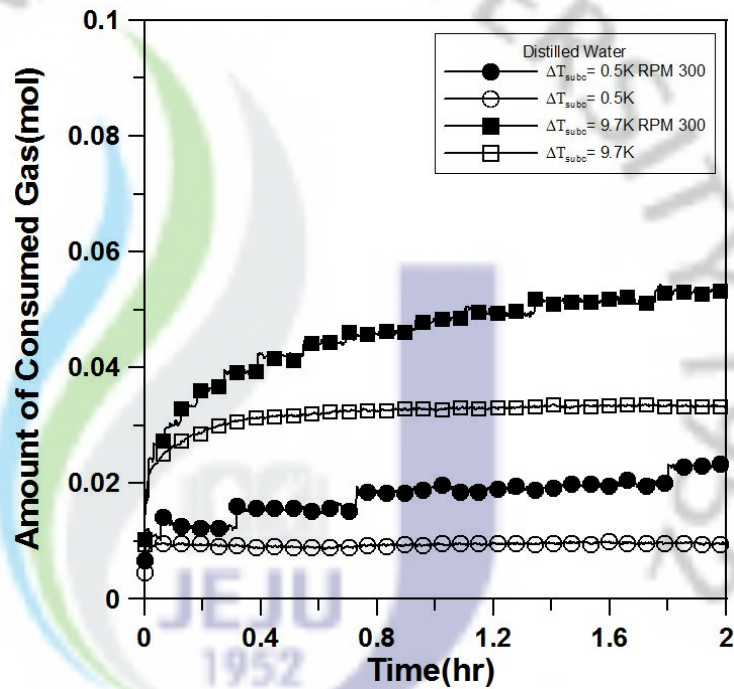 0.1
0.08
0.06
0.04
0.02
0
Amount of Consumed Gas(mol)
Distilled Water
ΔTsubc= 0.5K RPM 300
ΔTsubc= 0.5K
ΔTsubc= 9.7K RPM 300
ΔTsubc= 9.7K
0 0.4 0.8 1.2 1.6 2
Time(hr)
JEJU
1952